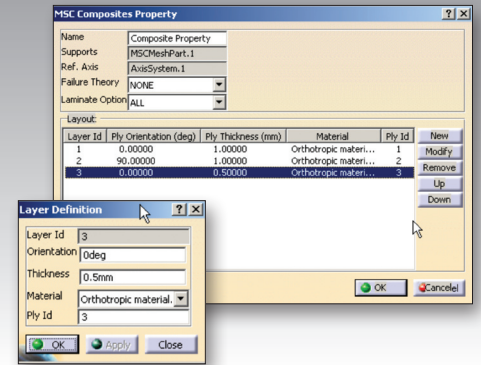 MSC Composites Property
Name Composite Property
Supports MSCMeshPart.1
Ref. Axis AxisSystem.1
Failure Theory NONE
Laminate Option ALL
Layout
Layer Id Ply Orientation (deg) Ply Thickness (mm) Material Ply Id
1 0.00000 1.00000 Orthotropic materi... 1
2 90.00000 1.00000 Orthotropic materi... 2
3 0.00000 0.50000 Orthotropic materi... 3
New
Modify
Remove
Up
Down
OK Cancelel
Layer Definition
Layer Id 3
Orientation 0deg
Thickness 0.5mm
Material Orthotropic material.
Ply Id 3
OK Apply Close